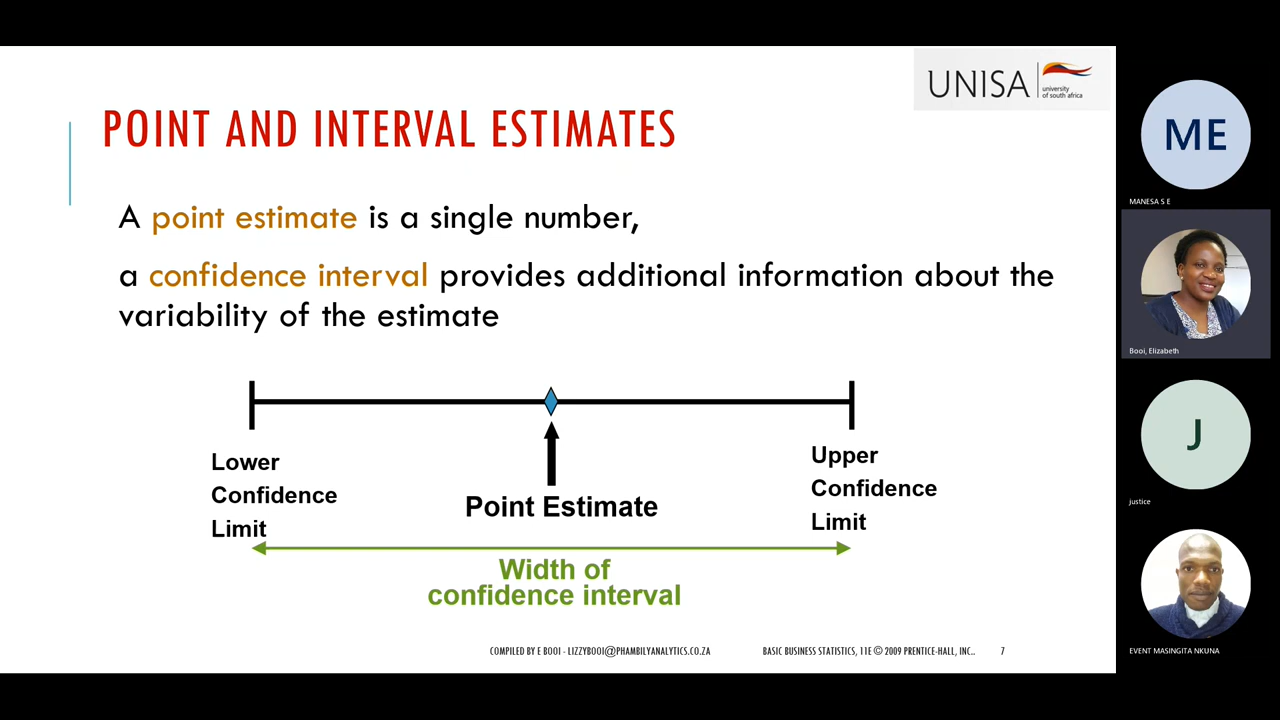 UNISA
university
of south africa
POINT AND INTERVAL ESTIMATES
A point estimate is a single number,
a confidence interval provides additional information about the
variability of the estimate
Lower
Confidence
Limit
Point Estimate
Upper
Confidence
Limit
Width of
confidence interval
COMPILED BY E BOOI - LIZZYBOOI@PHAMBILYANALYTICS.CO.ZA
BASIC BUSINESS STATISTICS, 11E © 2009 PRENTICE-HALL, INC..
7
ME
MANESA S E
Booi, Elizabeth
J
justice
EVENT MASINGITA NKUNA